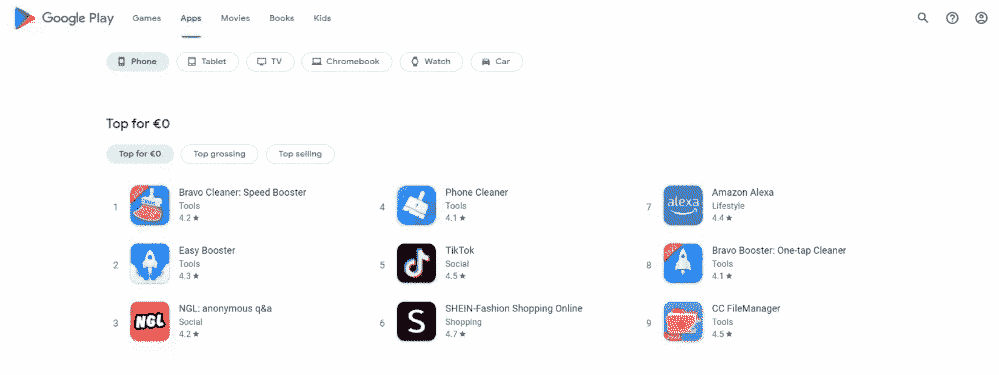 Google Play Games Apps Movies Books Kids
Phone Tablet TV Chromebook Watch Car
Top for €0
Top for €0 Top grossing Top selling
1 Bravo Cleaner: Speed Booster
Tools
4.2 ★
2 Easy Booster
Tools
4.3 ★
3 NGL NGL: anonymous q&a
Social
4.2 ★
4 Phone Cleaner
Tools
4.1 ★
5 TikTok
Social
4.5 ★
6 S SHEIN-Fashion Shopping Online
Shopping
4.7 ★
7 alexa Amazon Alexa
Lifestyle
4.4 ★
8 Bravo Booster: One-tap Cleaner
Tools
4.1 ★
9 CC FileManager
Tools
4.5 ★